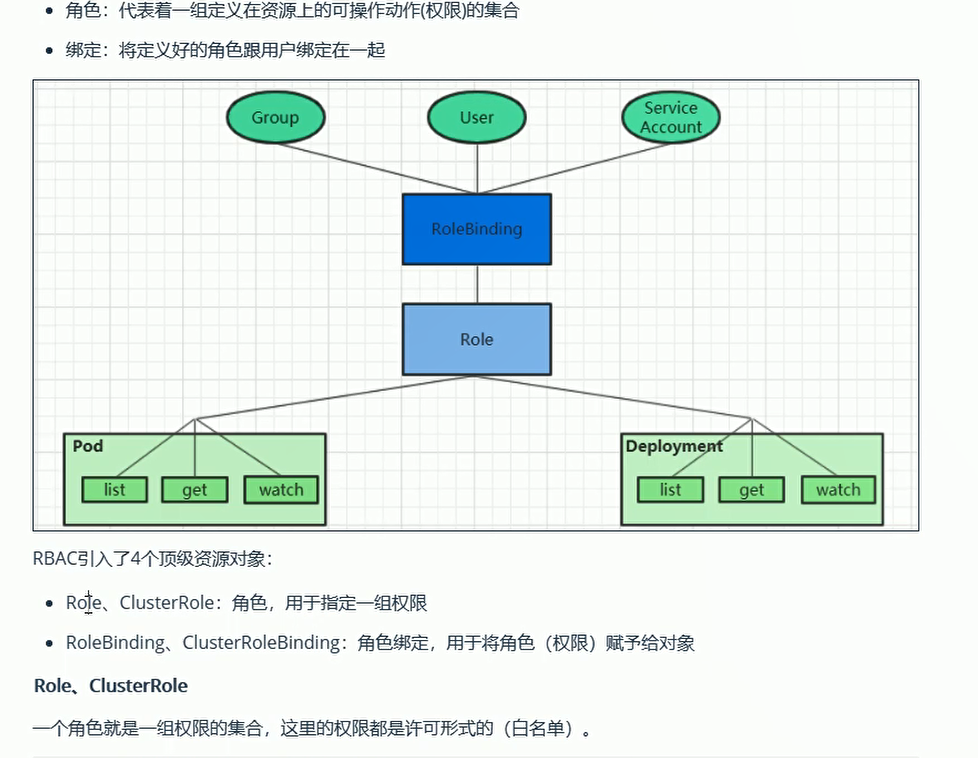 角色：代表着一组定义在资源上的可操作动作(权限)的集合
绑定：将定义好的角色跟用户绑定在一起
Group
User
Service
Account
RoleBinding
Role
Pod
list
get
watch
Deployment
list
get
watch
RBAC引入了4个顶级资源对象：
Role、ClusterRole：角色，用于指定一组权限
RoleBinding、ClusterRoleBinding：角色绑定，用于将角色（权限）赋予给对象
Role、ClusterRole
一个角色就是一组权限的集合，这里的权限都是许可形式的（白名单）。